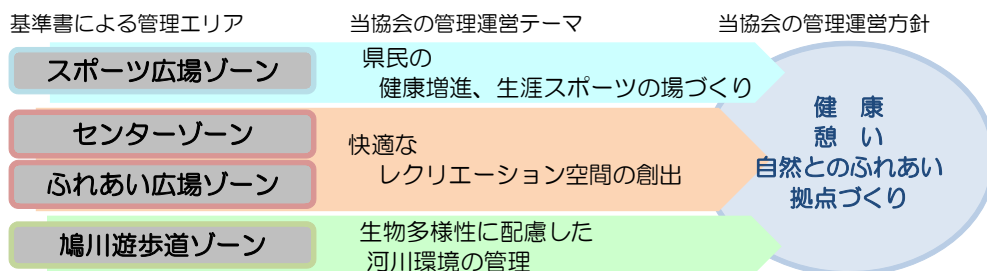 基準書による管理エリア
当協会の管理運営テーマ
当協会の管理運営方針
スポーツ広場ゾーン
県民の
健康増進、生涯スポーツの場づくり
センターゾーン
ふれあい広場ゾーン
快適な
レクリエーション空間の創出
鳩川遊歩道ゾーン
生物多様性に配慮した
河川環境の管理
健 康
憩 い
自然とのふれあい
拠点づくり